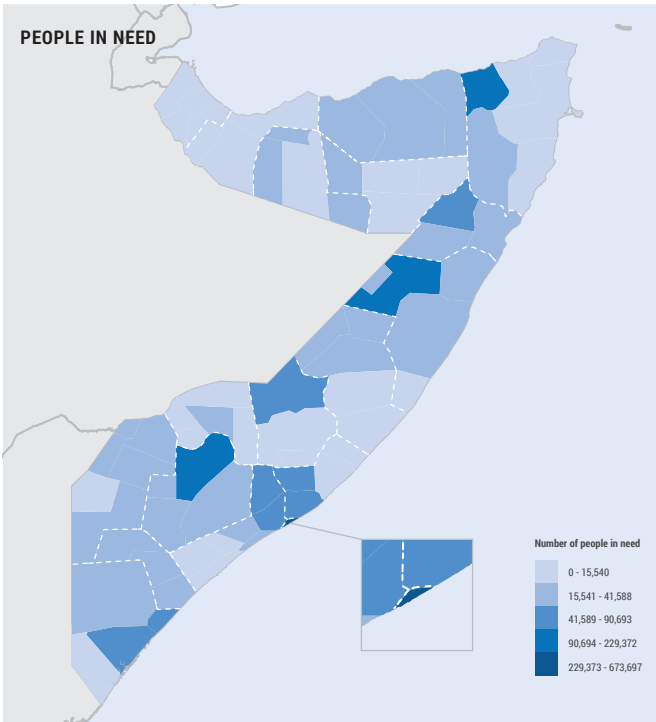 PEOPLE IN NEED
Number of people in need
0 - 15,540
15,541 - 41,588
41,589 - 90,693
90,694 - 229,372
229,373 - 673,697